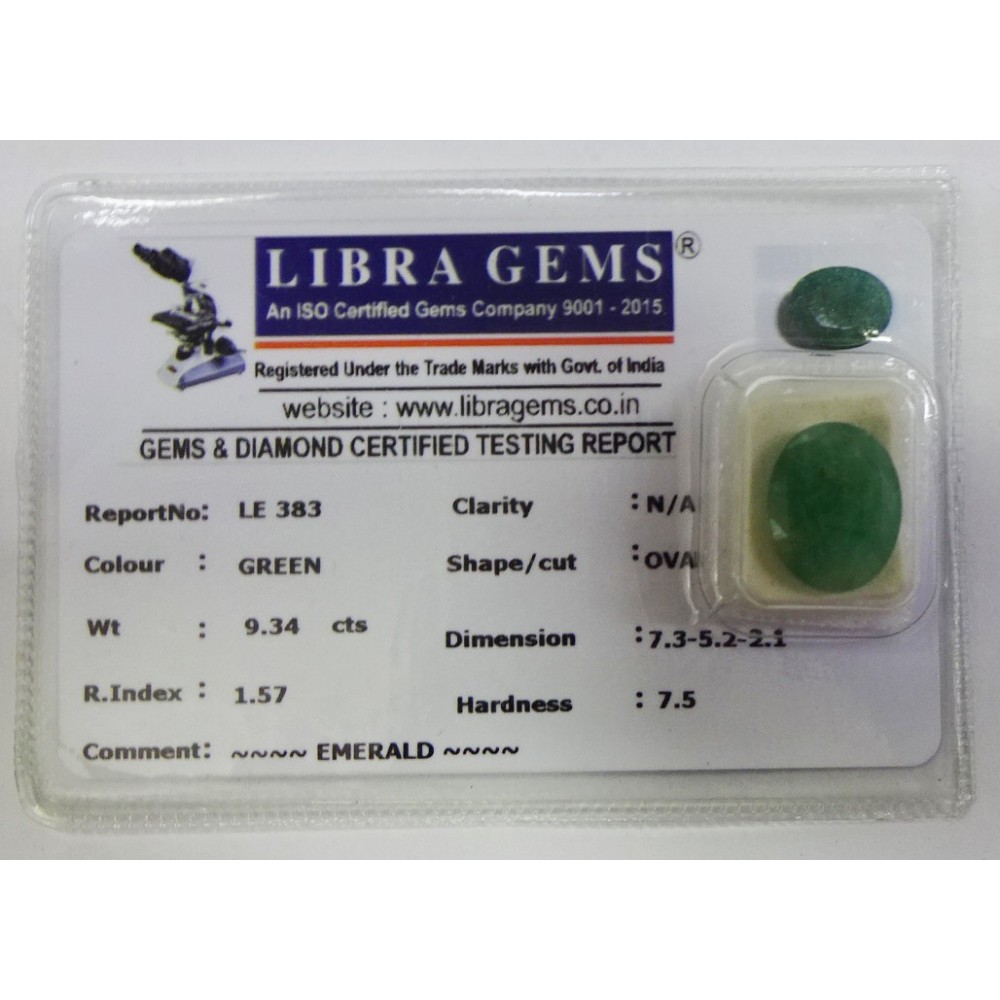 LIBRA GEMS ®
An ISO Certified Gems Company 9001 - 2015
Registered Under the Trade Marks with Govt. of India
website : www.libragems.co.in
GEMS & DIAMOND CERTIFIED TESTING REPORT
ReportNo: LE 383 Clarity : N/A
Colour : GREEN Shape/cut : OVA
Wt : 9.34 cts Dimension : 7.3-5.2-2.1
R.Index : 1.57 Hardness : 7.5
Comment: ~~~~ EMERALD ~~~~